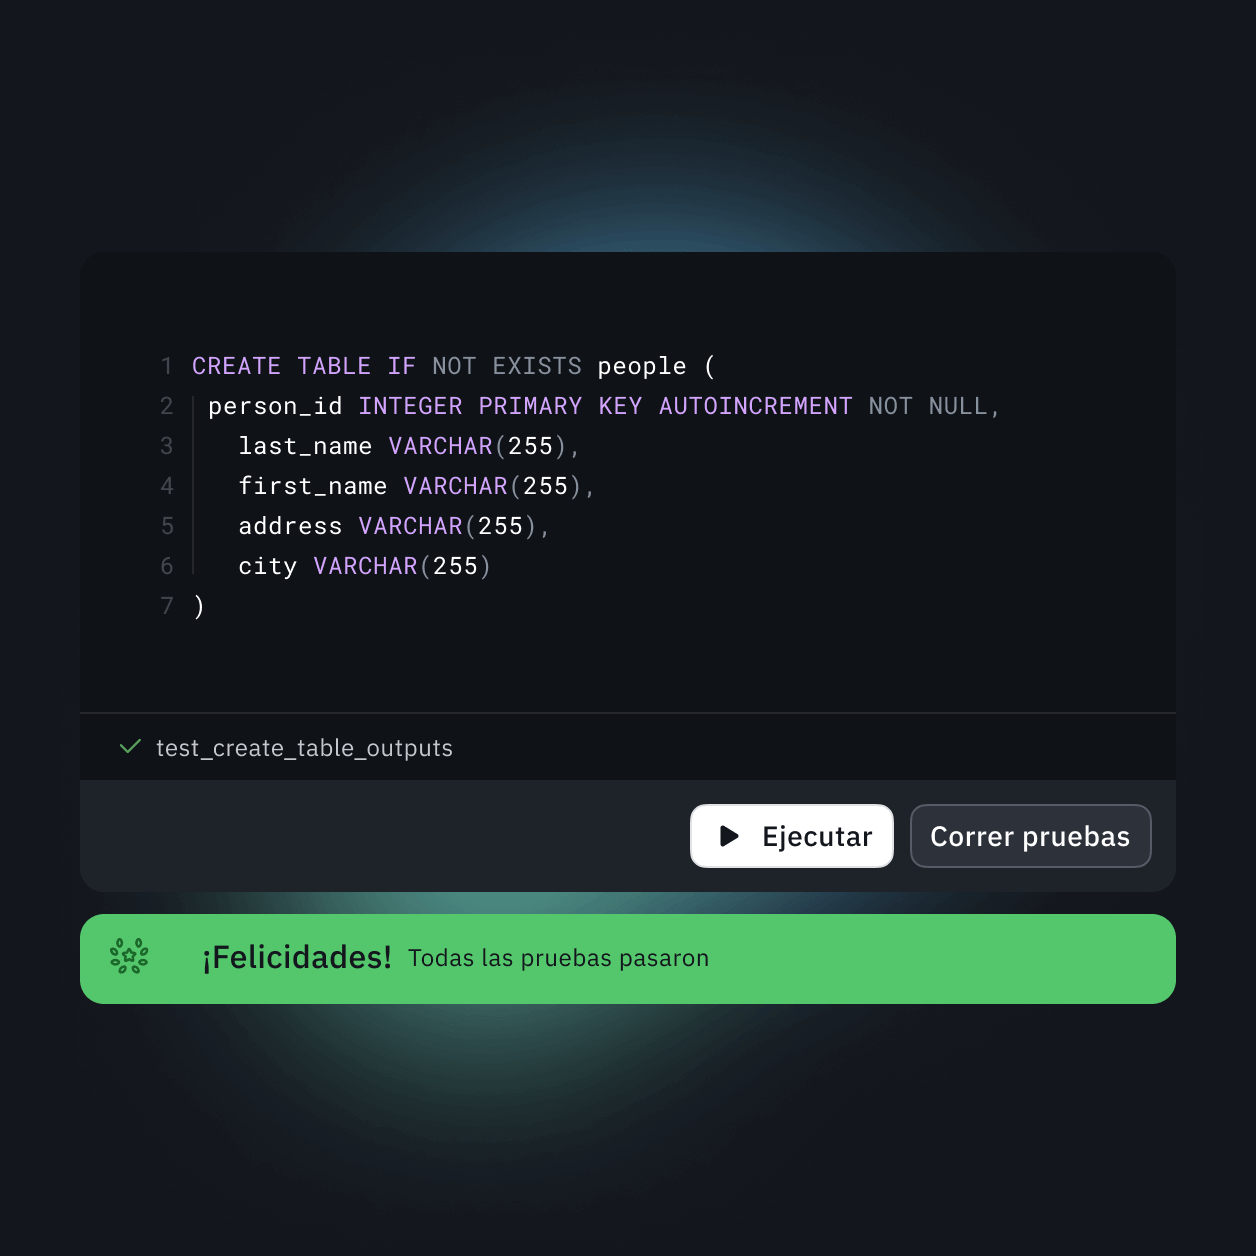 1 CREATE TABLE IF NOT EXISTS people (
2 person_id INTEGER PRIMARY KEY AUTOINCREMENT NOT NULL,
3 last_name VARCHAR(255),
4 first_name VARCHAR(255),
5 address VARCHAR(255),
6 city VARCHAR(255)
7 )
test_create_table_outputs
Ejecutar Correr pruebas
¡Felicidades! Todas las pruebas pasaron